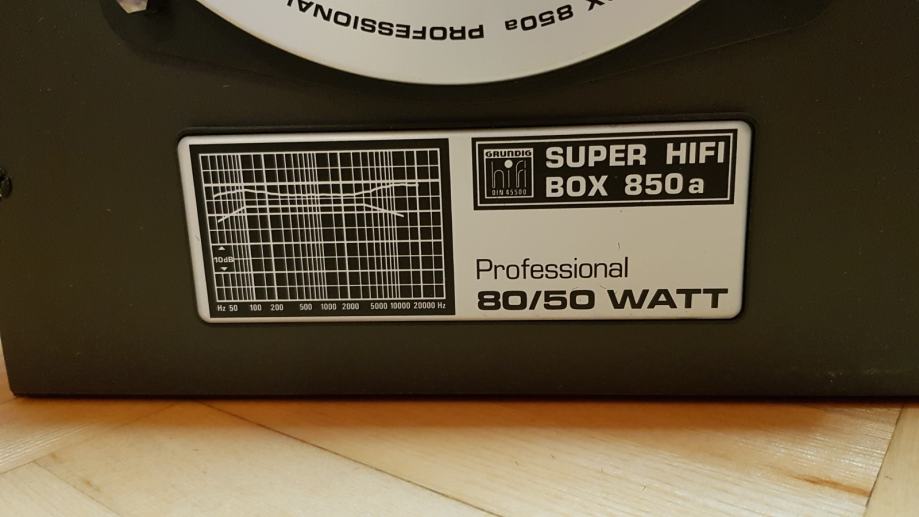 BOX 850a PROFESSIONAL
GRUNDIG
hifi
DIN 45500
SUPER HIFI
BOX 850a
10dB
Hz 50 100 200 500 1000 2000 5000 10000 20000 Hz
Professional
80/50 WATT